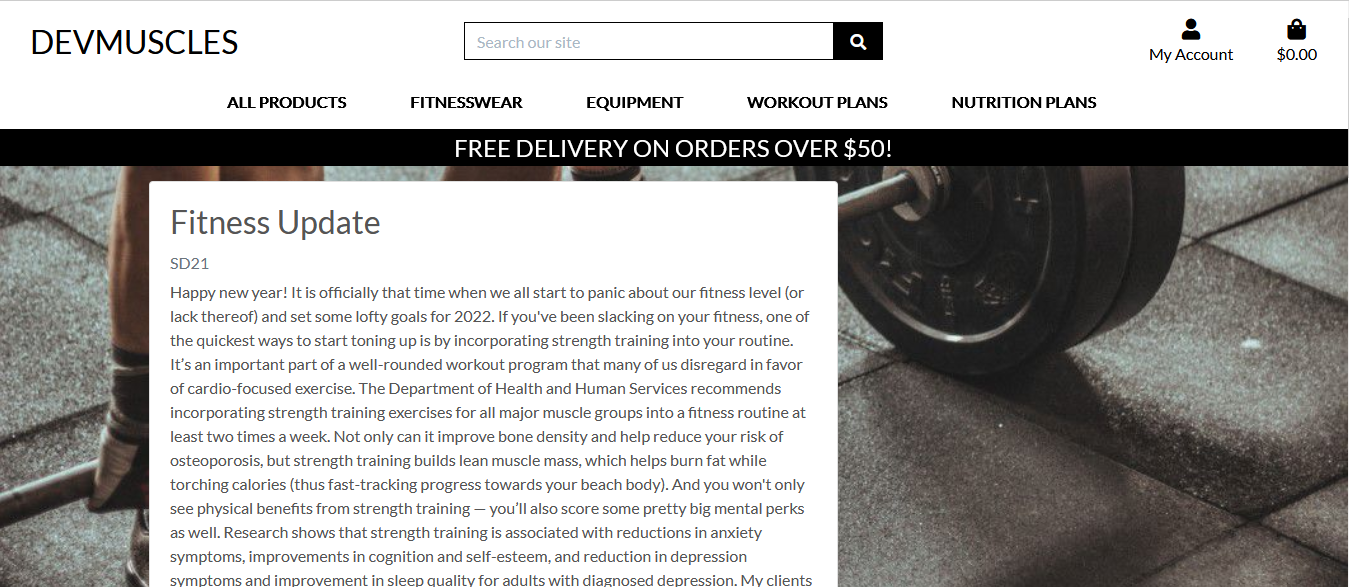 DEVMUSCLES
Search our site
My Account
$0.00
ALL PRODUCTS FITNESSWEAR EQUIPMENT WORKOUT PLANS NUTRITION PLANS
FREE DELIVERY ON ORDERS OVER $50!
Fitness Update
SD21
Happy new year! It is officially that time when we all start to panic about our fitness level (or
lack thereof) and set some lofty goals for 2022. If you've been slacking on your fitness, one of
the quickest ways to start toning up is by incorporating strength training into your routine.
It’s an important part of a well-rounded workout program that many of us disregard in favor
of cardio-focused exercise. The Department of Health and Human Services recommends
incorporating strength training exercises for all major muscle groups into a fitness routine at
least two times a week. Not only can it improve bone density and help reduce your risk of
osteoporosis, but strength training builds lean muscle mass, which helps burn fat while
torching calories (thus fast-tracking progress towards your beach body). And you won't only
see physical benefits from strength training — you’ll also score some pretty big mental perks
as well. Research shows that strength training is associated with reductions in anxiety
symptoms, improvements in cognition and self-esteem, and reduction in depression
symptoms and improvement in sleep quality for adults with diagnosed depression. My clients